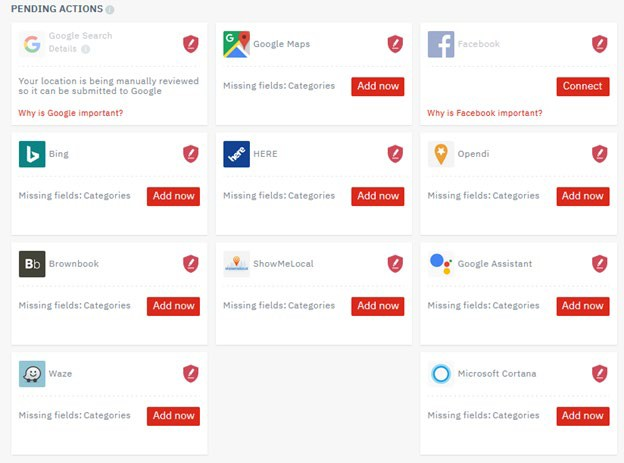 PENDING ACTIONS i
Google Search
Details i
Your location is being manually reviewed
so it can be submitted to Google
Why is Google important?
G
Google Maps
Missing fields: Categories Add now
f
Facebook
Connect
Why is Facebook important?
Bing
Missing fields: Categories Add now
here
HERE
Missing fields: Categories Add now
Opendi
Missing fields: Categories Add now
Bb
Brownbook
Missing fields: Categories Add now
ShowMeLocal
Missing fields: Categories Add now
Google Assistant
Missing fields: Categories Add now
Waze
Missing fields: Categories Add now
Microsoft Cortana
Missing fields: Categories Add now